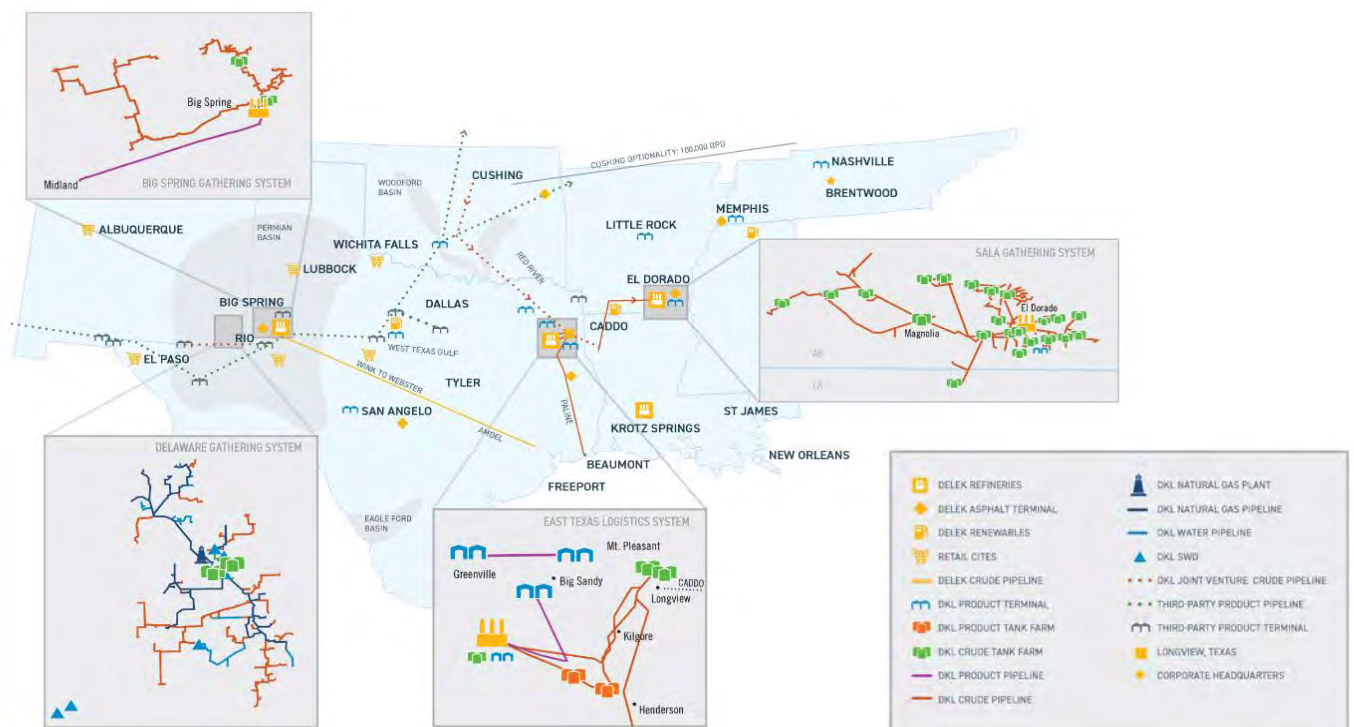 Big Spring
Midland
BIG SPRING GATHERING SYSTEM
CUSHING OPTIONALITY: 100,000 BPD
NASHVILLE
BRENTWOOD
CUSHING
WOODFORD
BASIN
MEMPHIS
ALBUQUERQUE
PERMIAN
BASIN
LITTLE ROCK
WICHITA FALLS
LUBBOCK
RED RIVER
EL DORADO
SALA GATHERING SYSTEM
El Dorado
Magnolia
AR
LA
BIG SPRING
DALLAS
CADDO
RIO
EL PASO
WEST TEXAS GULF
WINK TO WEBSTER
TYLER
SAN ANGELO
AMDEL
PALINE
KROTZ SPRINGS
ST JAMES
NEW ORLEANS
BEAUMONT
FREEPORT
EAGLE FORD
BASIN
DELAWARE GATHERING SYSTEM
EAST TEXAS LOGISTICS SYSTEM
Mt. Pleasant
Greenville
Big Sandy
CADDO
Longview
Kilgore
Henderson
DELEK REFINERIES
DELEK ASPHALT TERMINAL
DELEK RENEWABLES
RETAIL CITES
DELEK CRUDE PIPELINE
DKL PRODUCT TERMINAL
DKL PRODUCT TANK FARM
DKL CRUDE TANK FARM
DKL PRODUCT PIPELINE
DKL CRUDE PIPELINE
DKL NATURAL GAS PLANT
DKL NATURAL GAS PIPELINE
DKL WATER PIPELINE
DKL SWD
DKL JOINT VENTURE CRUDE PIPELINE
THIRD-PARTY PRODUCT PIPELINE
THIRD-PARTY PRODUCT TERMINAL
LONGVIEW, TEXAS
CORPORATE HEADQUARTERS